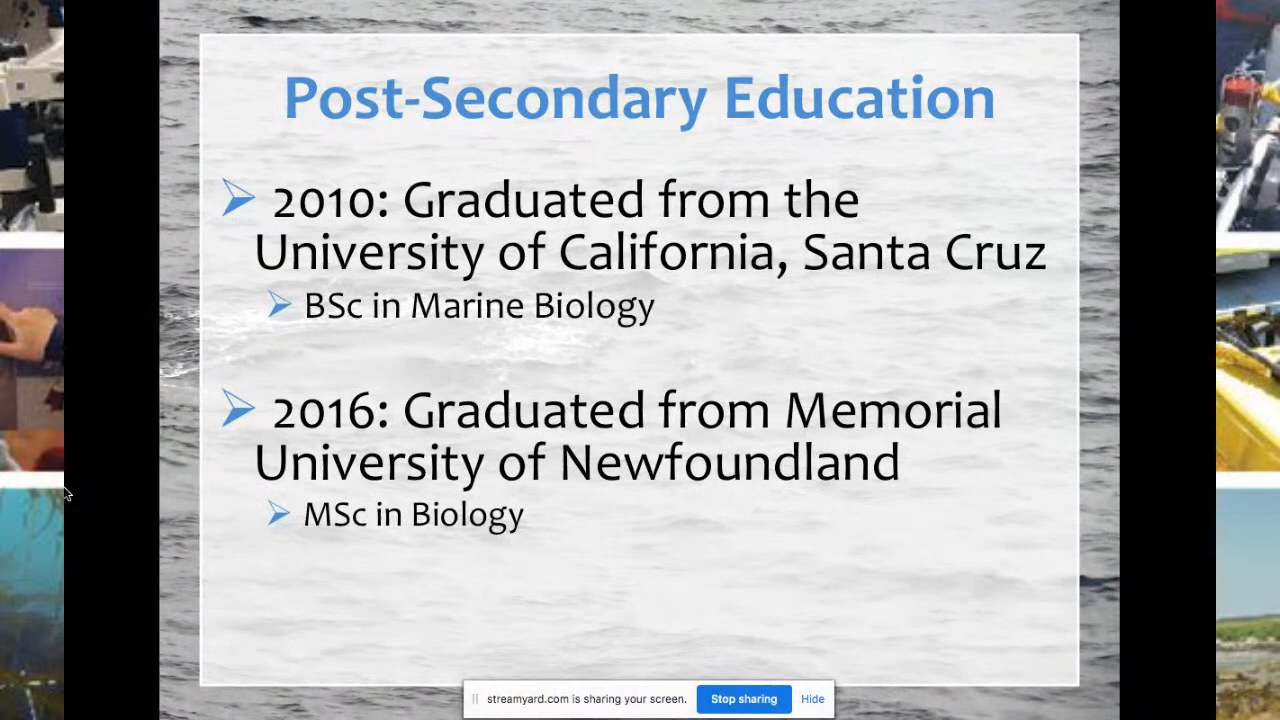 Post-Secondary Education
2010: Graduated from the
University of California, Santa Cruz
BSc in Marine Biology
2016: Graduated from Memorial
University of Newfoundland
MSc in Biology
streamyard.com is sharing your screen. Stop sharing Hide